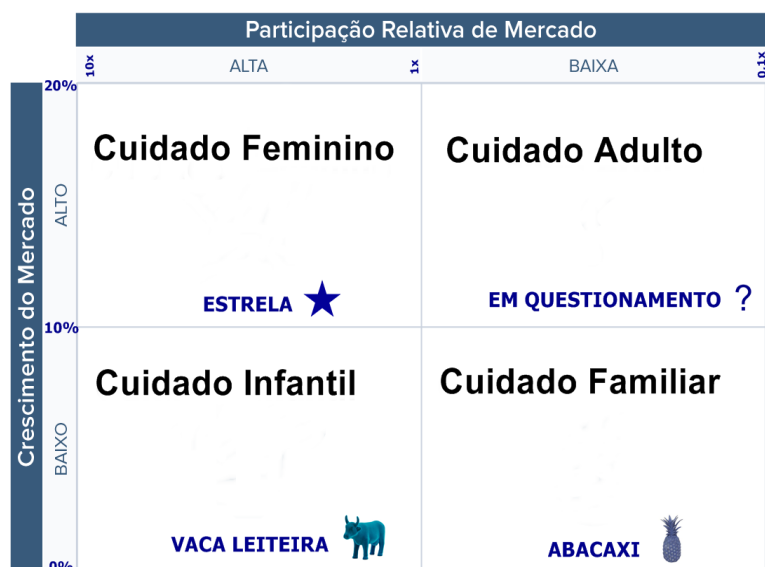 Participação Relativa de Mercado
10x
ALTA
1x
BAIXA
0.1x
20%
Crescimento do Mercado
ALTO
Cuidado Feminino
Cuidado Adulto
ESTRELA
EM QUESTIONAMENTO ?
10%
BAIXO
Cuidado Infantil
Cuidado Familiar
VACA LEITEIRA
ABACAXI
0%